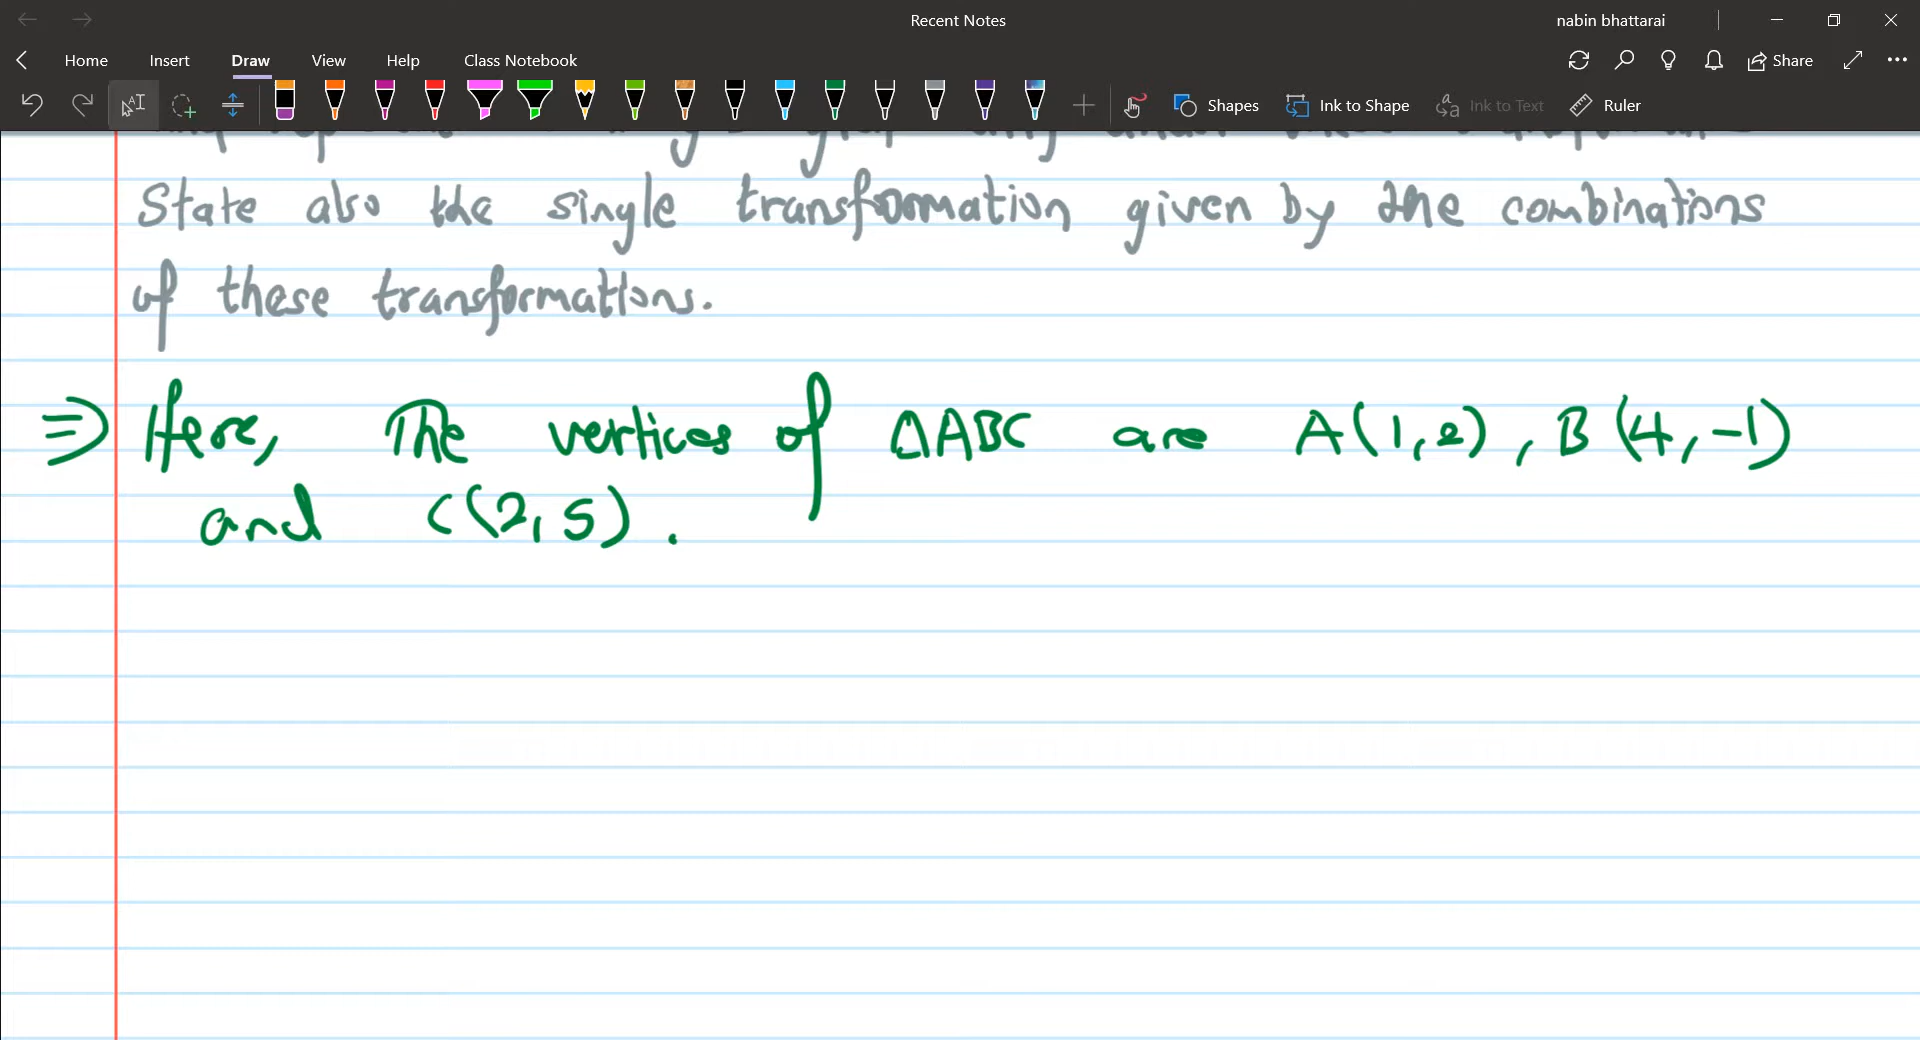 Recent Notes
nabin bhattarai
Home Insert Draw View Help Class Notebook
Share
Shapes Ink to Shape Ink to Text Ruler
State also the single transformation given by the combinations
of these transformations.
⇒ Here, The vertices of ΔABC are A(1,2), B(4,-1)
and C(2,5).